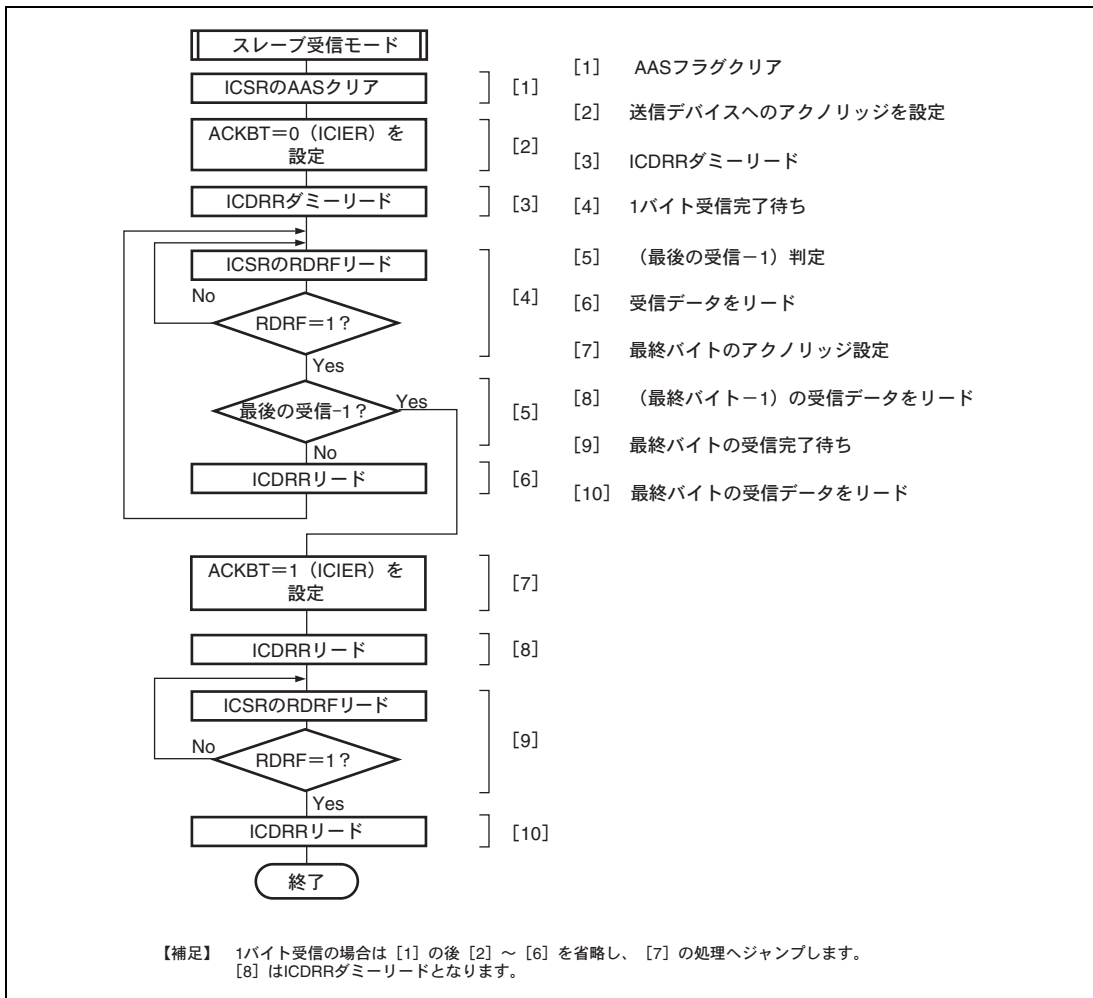 スレーブ受信モード
ICSRのAASクリア
[1]
ACKBT=0（ICIER）を
設定
[2]
ICDRRダミーリード
[3]
ICSRのRDRFリード
No
RDRF=1？
[4]
Yes
最後の受信-1？
Yes
[5]
No
ICDRRリード
[6]
ACKBT=1（ICIER）を
設定
[7]
ICDRRリード
[8]
ICSRのRDRFリード
No
RDRF=1？
[9]
Yes
ICDRRリード
[10]
終了
[1] AASフラグクリア
[2] 送信デバイスへのアクノリッジを設定
[3] ICDRRダミーリード
[4] 1バイト受信完了待ち
[5] （最後の受信－1）判定
[6] 受信データをリード
[7] 最終バイトのアクノリッジ設定
[8] （最終バイト－1）の受信データをリード
[9] 最終バイトの受信完了待ち
[10] 最終バイトの受信データをリード
【補足】 1バイト受信の場合は［1］の後［2］～［6］を省略し、［7］の処理へジャンプします。
［8］はICDRRダミーリードとなります。